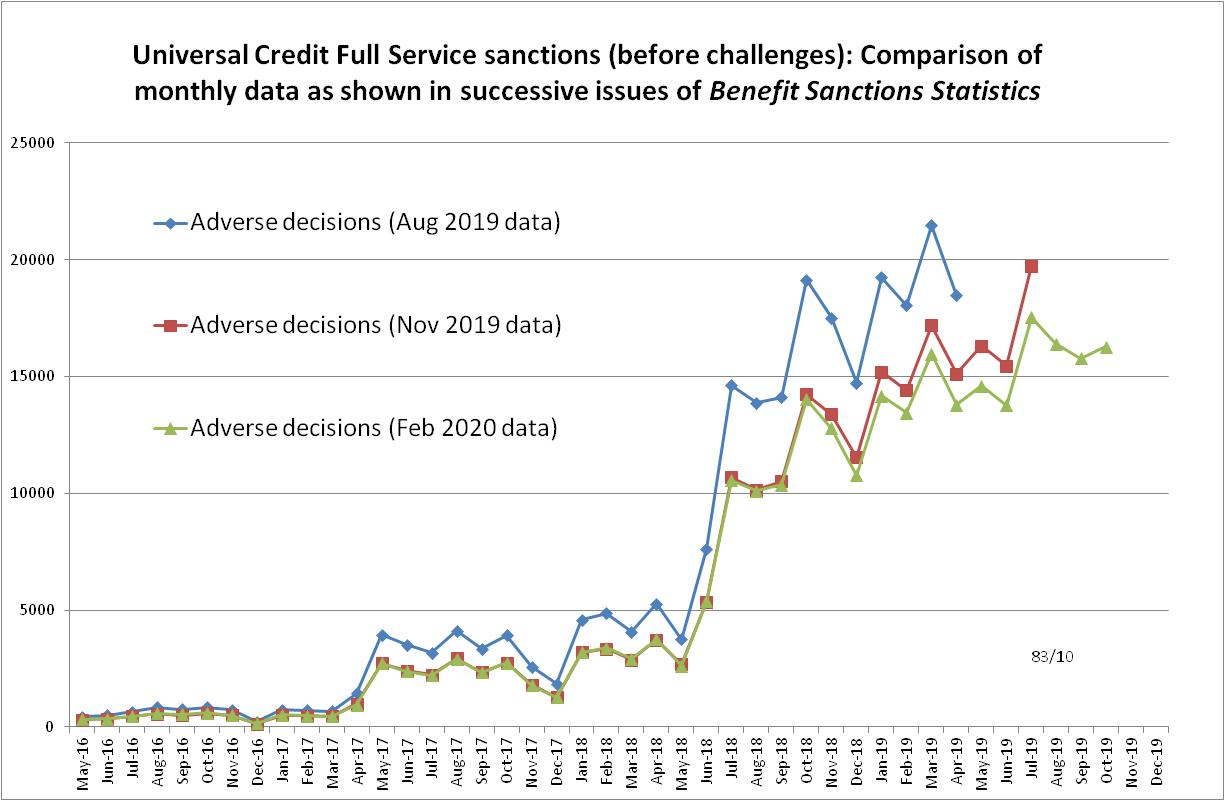 Universal Credit Full Service sanctions (before challenges): Comparison of
monthly data as shown in successive issues of Benefit Sanctions Statistics
25000
20000
15000
10000
5000
0
Adverse decisions (Aug 2019 data)
Adverse decisions (Nov 2019 data)
Adverse decisions (Feb 2020 data)
83/10
May-16
Jun-16
Jul-16
Aug-16
Sep-16
Oct-16
Nov-16
Dec-16
Jan-17
Feb-17
Mar-17
Apr-17
May-17
Jun-17
Jul-17
Aug-17
Sep-17
Oct-17
Nov-17
Dec-17
Jan-18
Feb-18
Mar-18
Apr-18
May-18
Jun-18
Jul-18
Aug-18
Sep-18
Oct-18
Nov-18
Dec-18
Jan-19
Feb-19
Mar-19
Apr-19
May-19
Jun-19
Jul-19
Aug-19
Sep-19
Oct-19
Nov-19
Dec-19